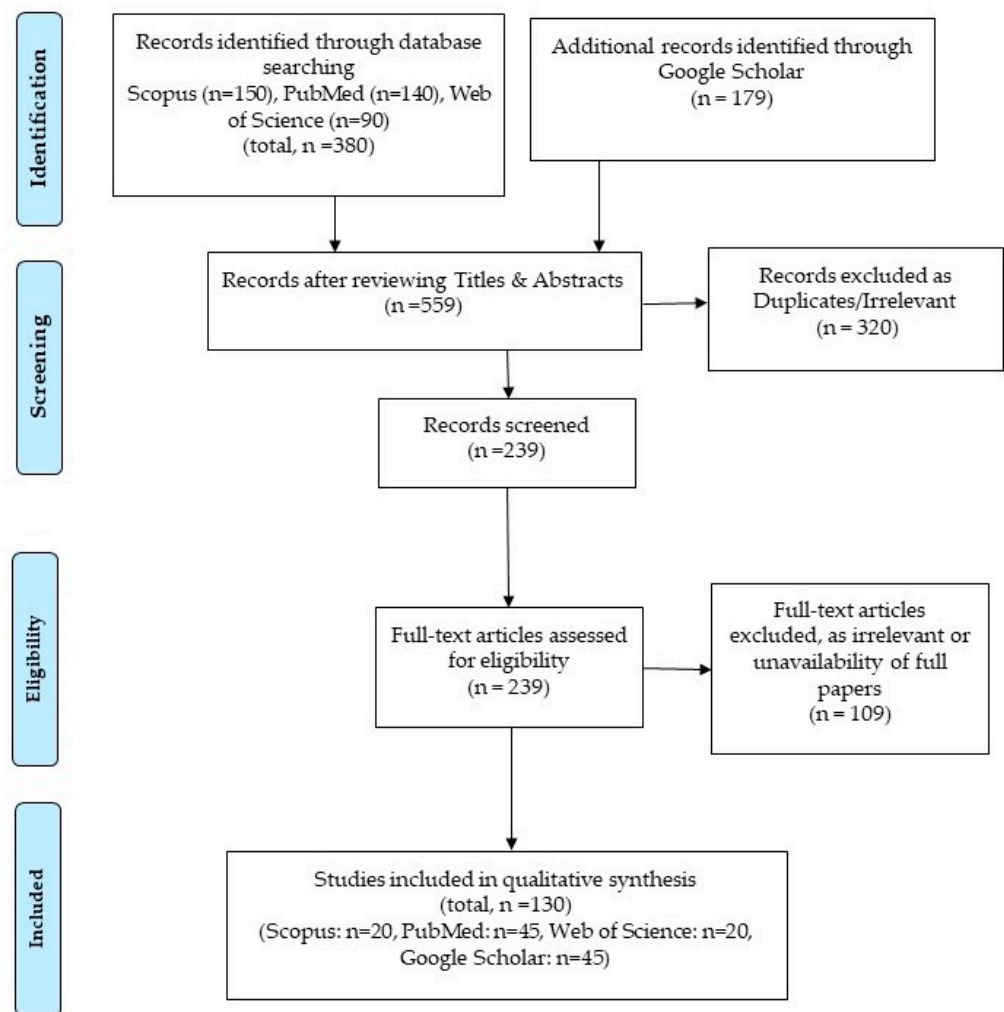 Identification
Records identified through database
searching
Scopus (n=150), PubMed (n=140), Web
of Science (n=90)
(total, n =380)
Additional records identified through
Google Scholar
(n = 179)
Screening
Records after reviewing Titles & Abstracts
(n =559)
Records excluded as
Duplicates/Irrelevant
(n = 320)
Records screened
(n =239)
Eligibility
Full-text articles assessed
for eligibility
(n = 239)
Full-text articles
excluded, as irrelevant or
unavailability of full
papers
(n = 109)
Included
Studies included in qualitative synthesis
(total, n =130)
(Scopus: n=20, PubMed: n=45, Web of Science: n=20,
Google Scholar: n=45)